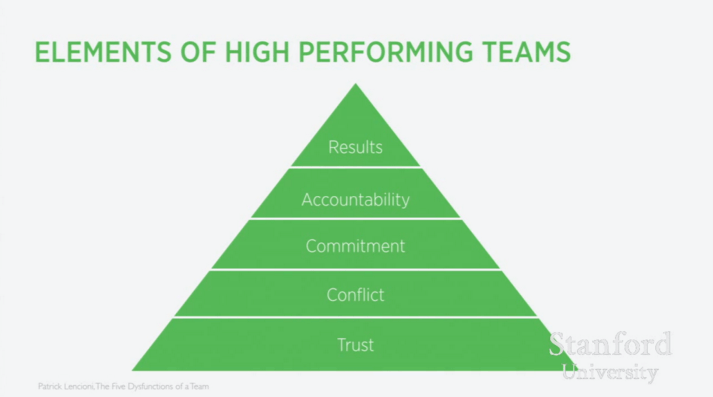 ELEMENTS OF HIGH PERFORMING TEAMS
Results
Accountability
Commitment
Conflict
Trust
Stanford
University
Patrick Lencioni. The Five Dysfunctions of a Team